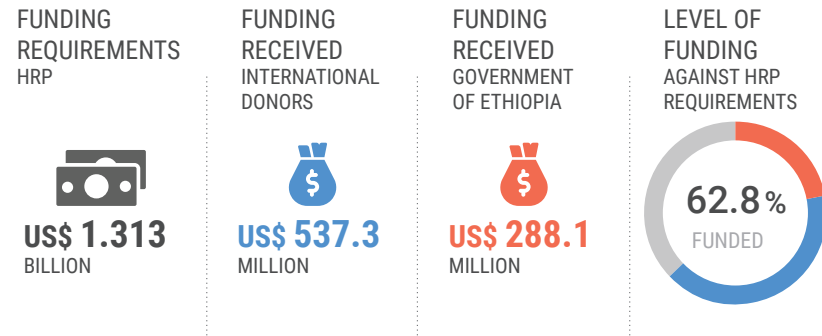 FUNDING
REQUIREMENTS
HRP
US$ 1.313
BILLION
FUNDING
RECEIVED
INTERNATIONAL
DONORS
$
US$ 537.3
MILLION
FUNDING
RECEIVED
GOVERNMENT
OF ETHIOPIA
$
US$ 288.1
MILLION
LEVEL OF
FUNDING
AGAINST HRP
REQUIREMENTS
62.8%
FUNDED